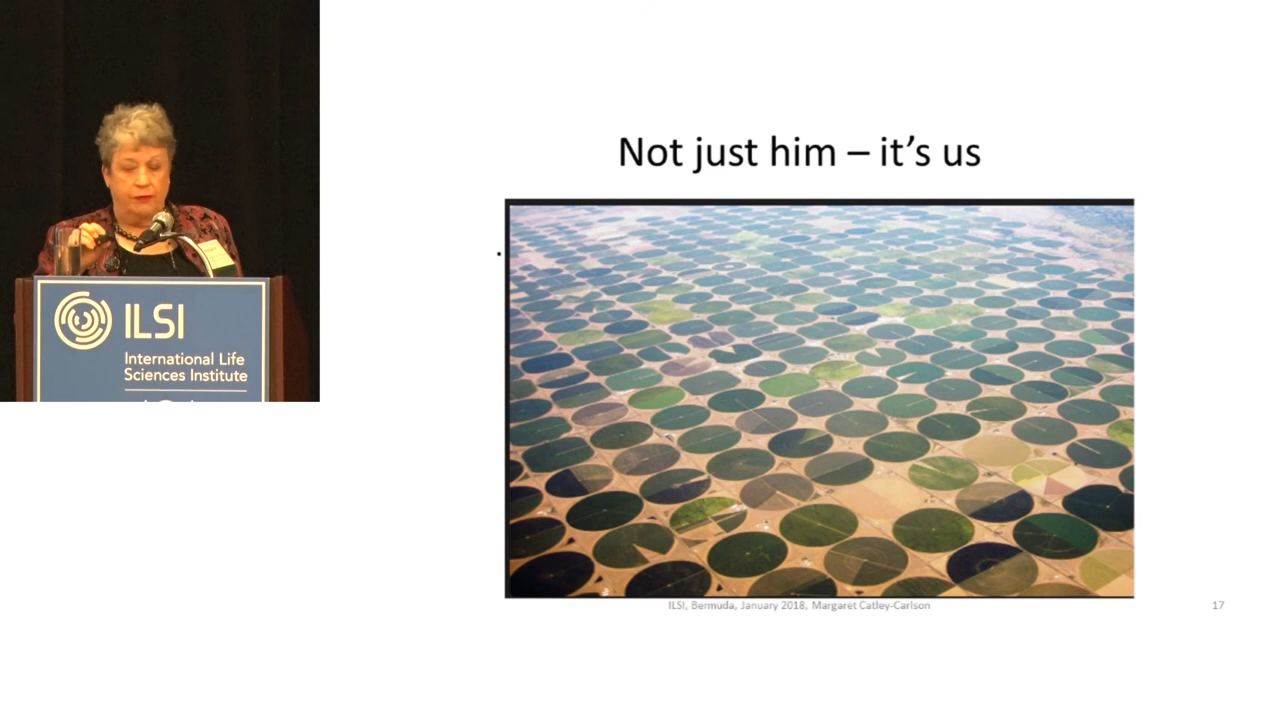 ILSI
International Life
Sciences Institute
Not just him – it's us
.
ILSI, Bermuda, January 2018, Margaret Catley-Carlson
17